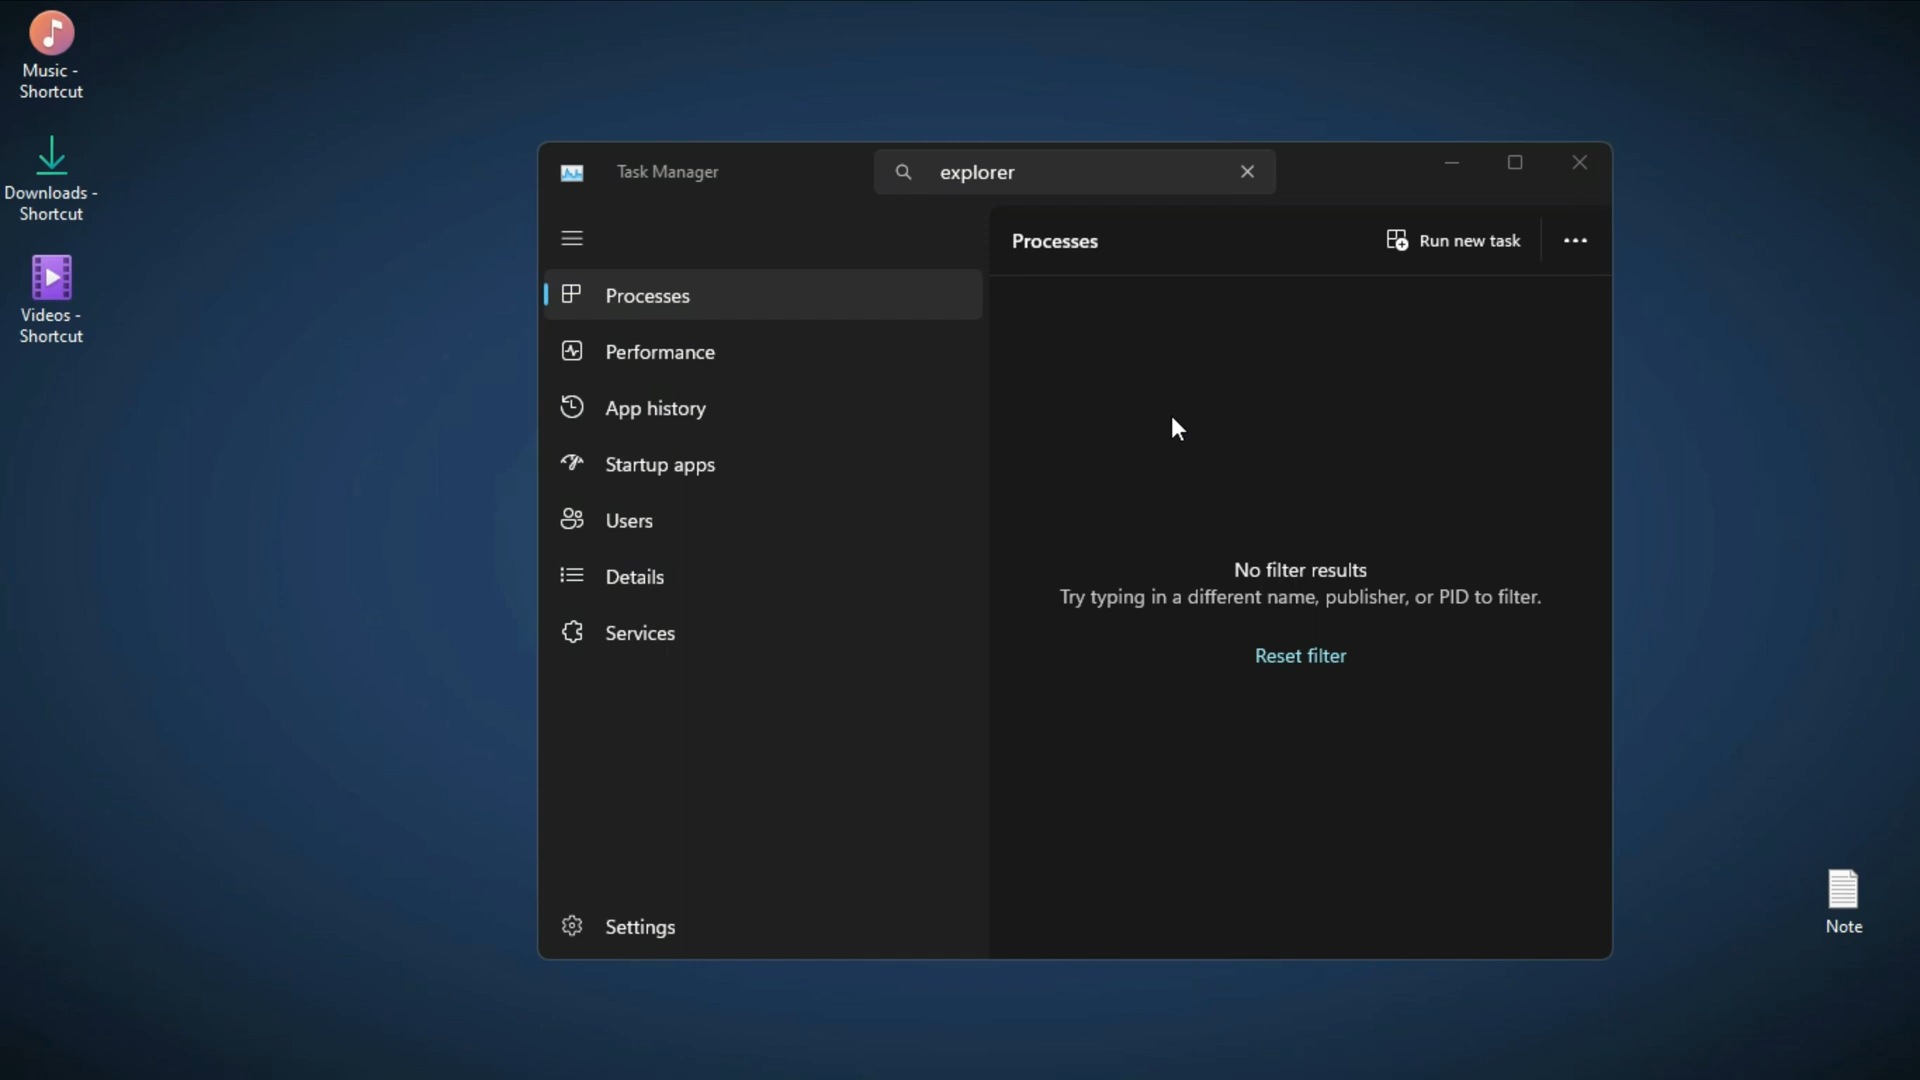 Music -
Shortcut
Downloads -
Shortcut
Videos -
Shortcut
Task Manager
explorer
Processes
Run new task
Processes
Performance
App history
Startup apps
Users
Details
Services
No filter results
Try typing in a different name, publisher, or PID to filter.
Reset filter
Settings
Note